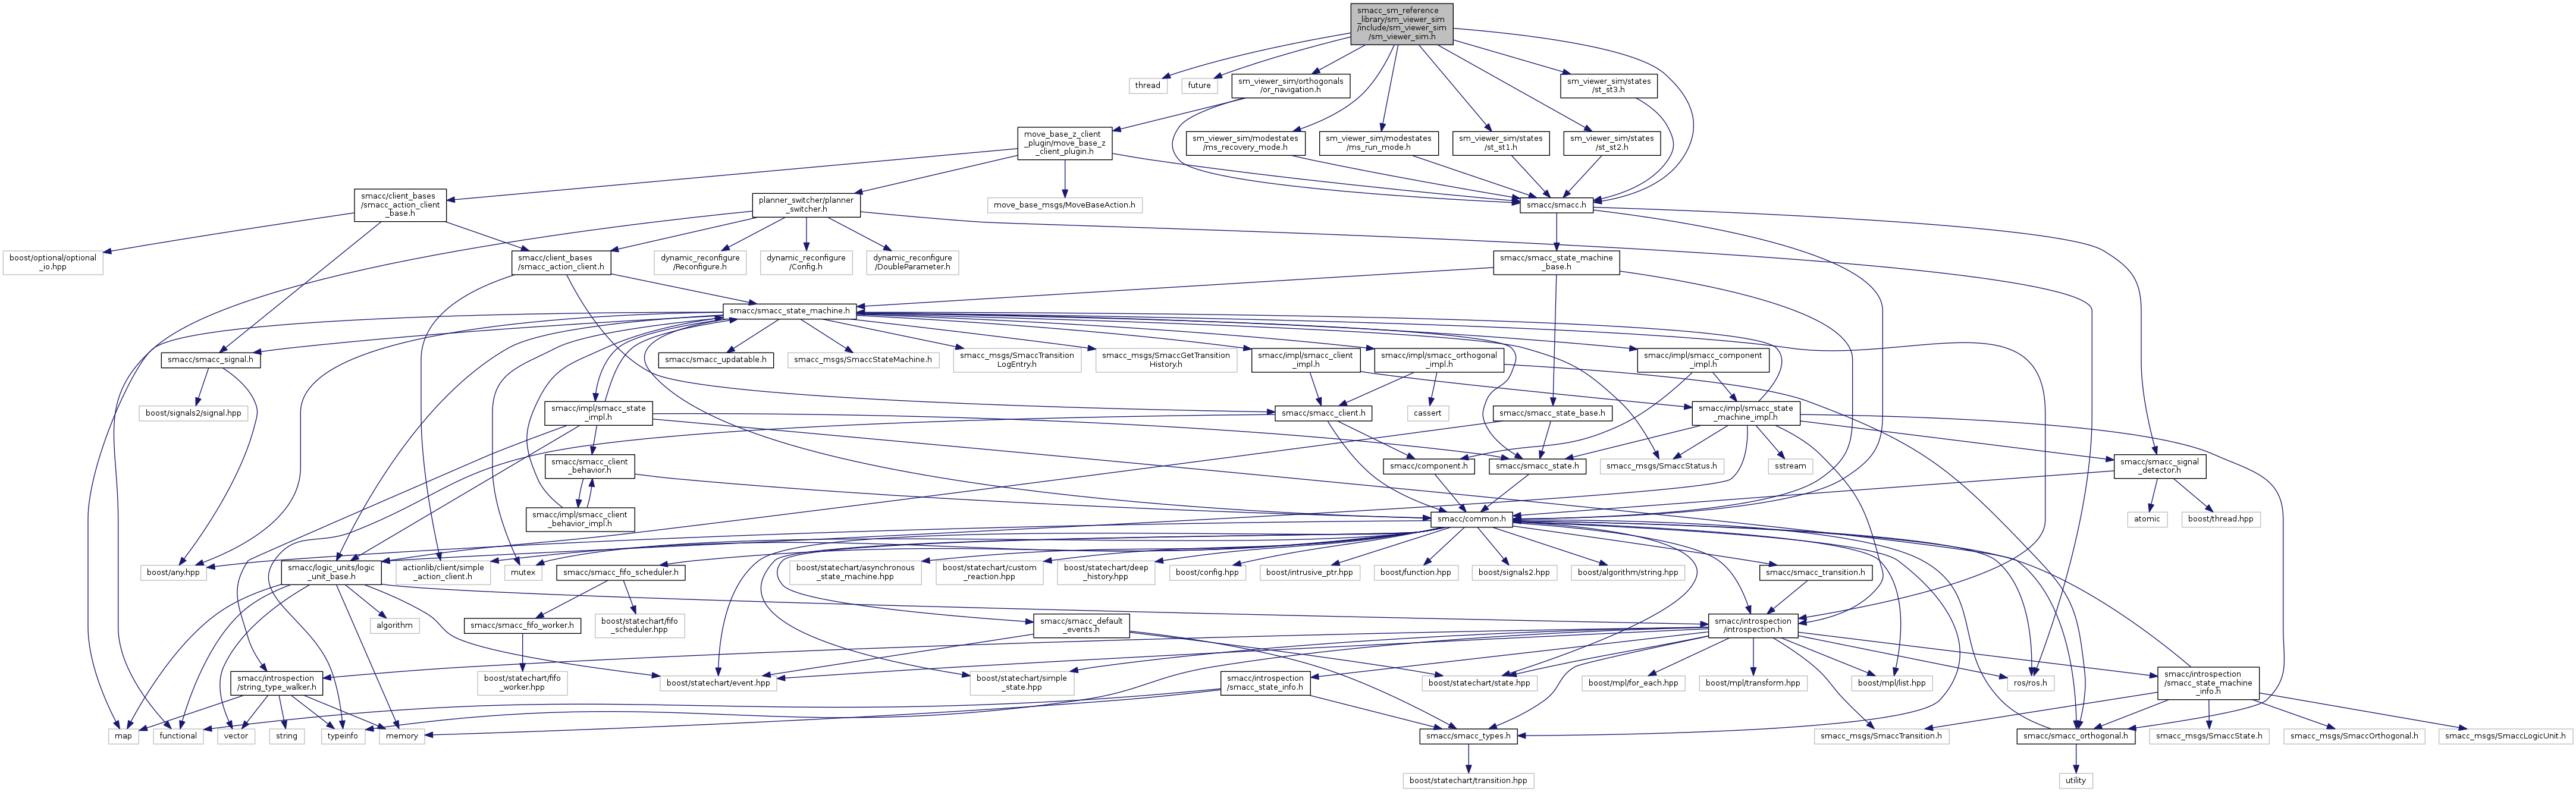 smacc_sm_reference
_library/sm_viewer_sim
/include/sm_viewer_sim
/sm_viewer_sim.h
thread
future
sm_viewer_sim/orthogonals
/or_navigation.h
sm_viewer_sim/states
/st_st3.h
move_base_z_client
_plugin/move_base_z
_client_plugin.h
sm_viewer_sim/modestates
/ms_recovery_mode.h
sm_viewer_sim/modestates
/ms_run_mode.h
sm_viewer_sim/states
/st_st1.h
sm_viewer_sim/states
/st_st2.h
smacc/client_bases
/smacc_action_client
_base.h
planner_switcher/planner
_switcher.h
move_base_msgs/MoveBaseAction.h
smacc/smacc.h
boost/optional/optional
_io.hpp
smacc/client_bases
/smacc_action_client.h
dynamic_reconfigure
/Reconfigure.h
dynamic_reconfigure
/Config.h
dynamic_reconfigure
/DoubleParameter.h
smacc/smacc_state_machine
_base.h
smacc/smacc_state_machine.h
smacc/smacc_signal.h
smacc/smacc_updatable.h
smacc_msgs/SmaccStateMachine.h
smacc_msgs/SmaccTransition
LogEntry.h
smacc_msgs/SmaccGetTransition
History.h
smacc/impl/smacc_client
_impl.h
smacc/impl/smacc_orthogonal
_impl.h
smacc/impl/smacc_component
_impl.h
boost/signals2/signal.hpp
smacc/impl/smacc_state
_impl.h
smacc/smacc_client.h
cassert
smacc/smacc_state_base.h
smacc/impl/smacc_state
_machine_impl.h
smacc/smacc_client
_behavior.h
smacc/component.h
smacc/smacc_state.h
smacc_msgs/SmaccStatus.h
sstream
smacc/smacc_signal
_detector.h
smacc/impl/smacc_client
_behavior_impl.h
smacc/common.h
atomic
boost/thread.hpp
boost/any.hpp
smacc/logic_units/logic
_unit_base.h
actionlib/client/simple
_action_client.h
mutex
smacc/smacc_fifo_scheduler.h
boost/statechart/asynchronous
_state_machine.hpp
boost/statechart/custom
_reaction.hpp
boost/statechart/deep
_history.hpp
boost/config.hpp
boost/intrusive_ptr.hpp
boost/function.hpp
boost/signals2.hpp
boost/algorithm/string.hpp
smacc/smacc_transition.h
algorithm
smacc/smacc_fifo_worker.h
boost/statechart/fifo
_scheduler.hpp
smacc/smacc_default
_events.h
smacc/introspection
/introspection.h
smacc/introspection
/string_type_walker.h
boost/statechart/fifo
_worker.hpp
boost/statechart/event.hpp
boost/statechart/simple
_state.hpp
smacc/introspection
/smacc_state_info.h
boost/statechart/state.hpp
boost/mpl/for_each.hpp
boost/mpl/transform.hpp
boost/mpl/list.hpp
ros/ros.h
smacc/introspection
/smacc_state_machine
_info.h
map
functional
vector
string
typeinfo
memory
smacc/smacc_types.h
smacc_msgs/SmaccTransition.h
smacc/smacc_orthogonal.h
smacc_msgs/SmaccState.h
smacc_msgs/SmaccOrthogonal.h
smacc_msgs/SmaccLogicUnit.h
boost/statechart/transition.hpp
utility